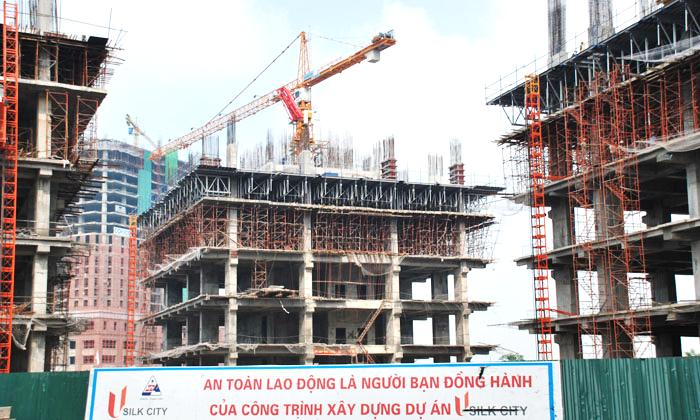 AN TOÀN LAO ĐỘNG LÀ NGƯỜI BẠN ĐỒNG HÀNH
CỦA CÔNG TRÌNH XÂY DỰNG DỰ ÁN U SILK CITY
U SILK CITY